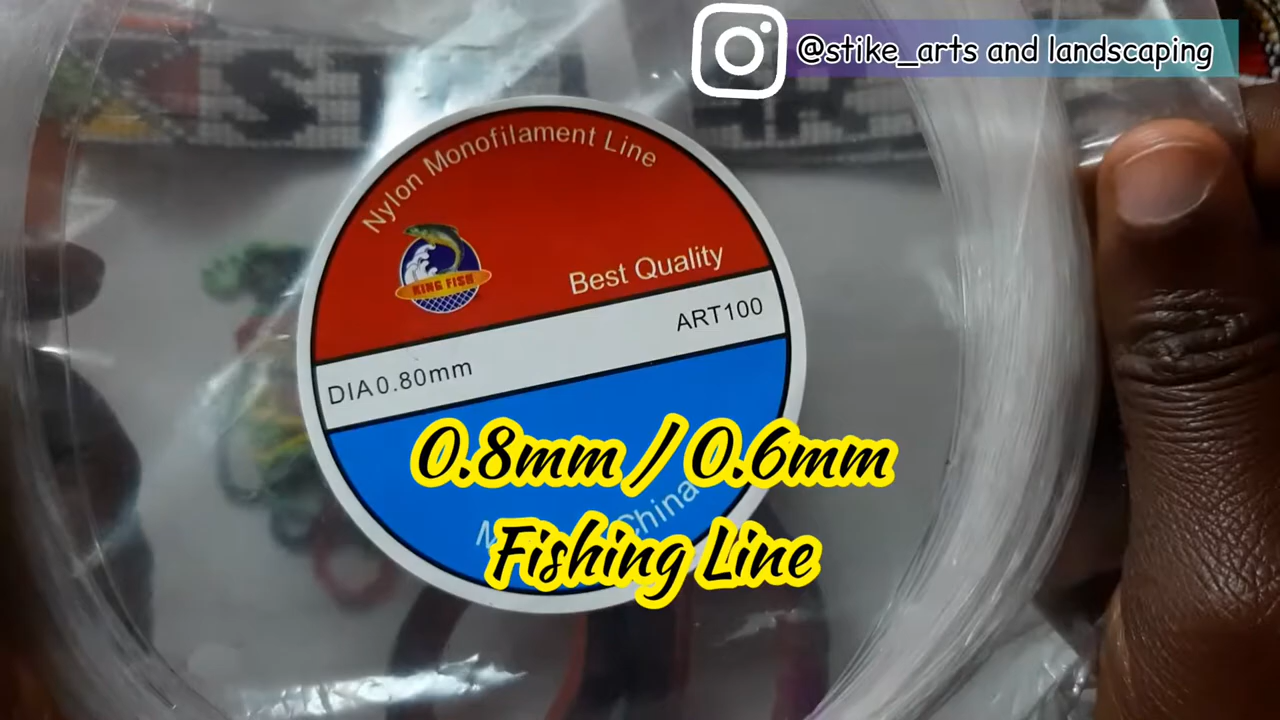 @stike_arts and landscaping
Nylon Monofilament Line
KING FISH
Best Quality
ART100
DIA 0.80mm
0.8mm / 0.6mm
China
Fishing Line